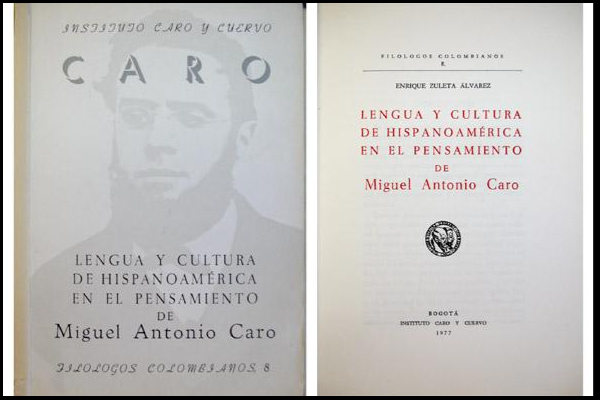 INSTITUTO CARO Y CUERVO
CARO
LENGUA Y CULTURA
DE HISPANOAMÉRICA
EN EL PENSAMIENTO
DE
Miguel Antonio Caro
FILOLOGOS COLOMBIANOS, 8
FILOLOGOS COLOMBIANOS
8.
ENRIQUE ZULETA ÁLVAREZ
LENGUA Y CULTURA
DE HISPANOAMÉRICA
EN EL PENSAMIENTO
DE
Miguel Antonio Caro
BOGOTÁ
INSTITUTO CARO Y CUERVO
1977